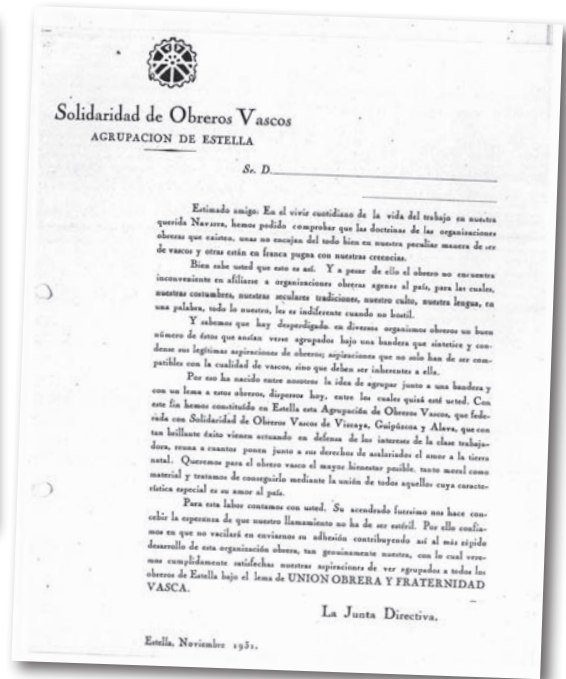 Solidaridad de Obreros Vascos
AGRUPACION DE ESTELLA
Sr. D.
Estimado amigo: En el vivir cuotidiano de la vida del trabajo en nuestra
querida Navarra, hemos podido comprobar que las doctrinas de las organizaciones
obreras que existen, unas no encajan del todo bien en nuestra peculiar manera de ser
de vascos y otras están en franca pugna con nuestras creencias.
Bien sabe usted que esto es así. Y a pesar de ello el obrero no encuentra
inconveniente en afiliarse a organizaciones obreras agenas al país, para las cuales,
nuestras costumbres, nuestras seculares tradiciones, nuestro culto, nuestra lengua, en
una palabra, todo lo nuestro, les es indiferente cuando no hostil.
Y sabemos que hay desperdigado en diversos organismos obreros un buen
número de éstos que ansían verse agrupados bajo una bandera que sintetice y con-
dense sus legítimas aspiraciones de obreros; aspiraciones que no solo han de ser com-
patibles con la cualidad de vascos, sino que deben ser inherentes a ella.
Por eso ha nacido entre nosotros la idea de agrupar junto a una bandera y
con un lema a estos obreros, dispersos hoy, entre los cuales quizá esté usted. Con
este fin hemos constituído en Estella esta Agrupación de Obreros Vascos, que fede-
rada con Solidaridad de Obreros Vascos de Vizcaya, Guipúzcoa y Alava, que con
tan brillante éxito vienen actuando en defensa de los intereses de la clase trabaja-
dora, reuna a cuantos ponen junto a sus derechos de asalariados el amor a la tierra
natal. Queremos para el obrero vasco el mayor bienestar posible, tanto moral como
material y tratamos de conseguirlo mediante la unión de todos aquellos cuya caracte-
rística especial es su amor al país.
Para esta labor contamos con usted. Su acendrado fuerismo nos hace con-
cebir la esperanza de que nuestro llamamiento no ha de ser estéril. Por ello confia-
mos en que no vacilará en enviarnos su adhesión contribuyendo así al más rápido
desarrollo de esta organización obrera, tan genuinamente nuestra, con lo cual vere-
mos cumplidamente satisfechas nuestras aspiraciones de ver agrupados a todos los
obreros de Estella bajo el lema de UNION OBRERA Y FRATERNIDAD
VASCA.
La Junta Directiva.
Estella, Noviembre 1931.